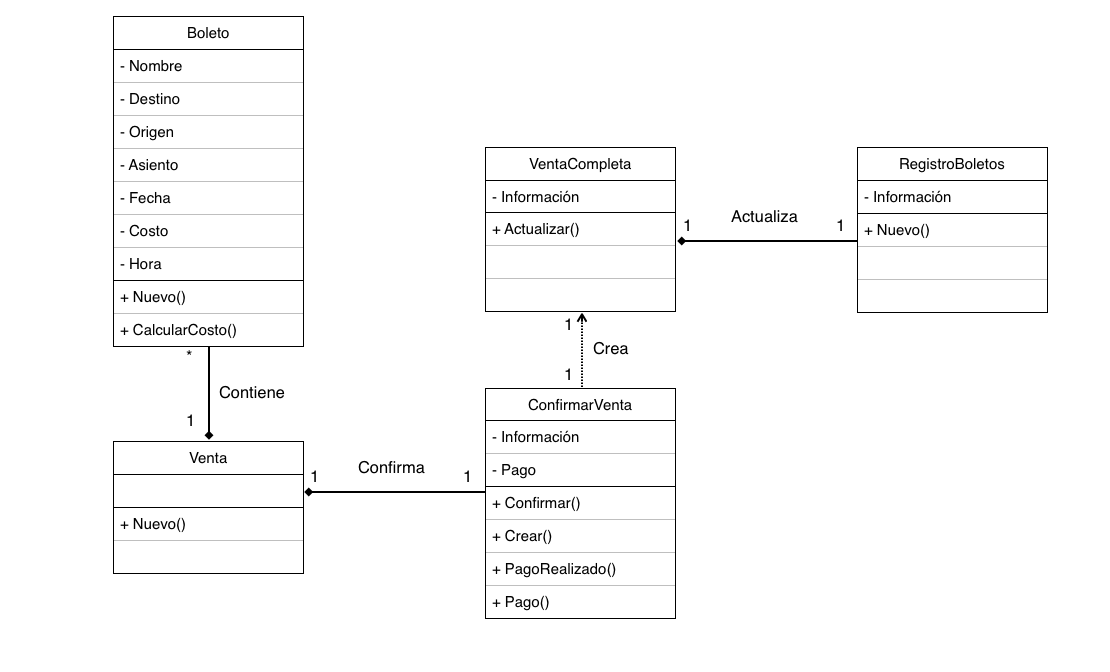 Boleto
- Nombre
- Destino
- Origen
- Asiento
- Fecha
- Costo
- Hora
+ Nuevo()
+ CalcularCosto()
*
Contiene
1
Venta
+ Nuevo()
1
Confirma
1
VentaCompleta
- Información
+ Actualizar()
1
Actualiza
1
RegistroBoletos
- Información
+ Nuevo()
1
Crea
1
ConfirmarVenta
- Información
- Pago
+ Confirmar()
+ Crear()
+ PagoRealizado()
+ Pago()